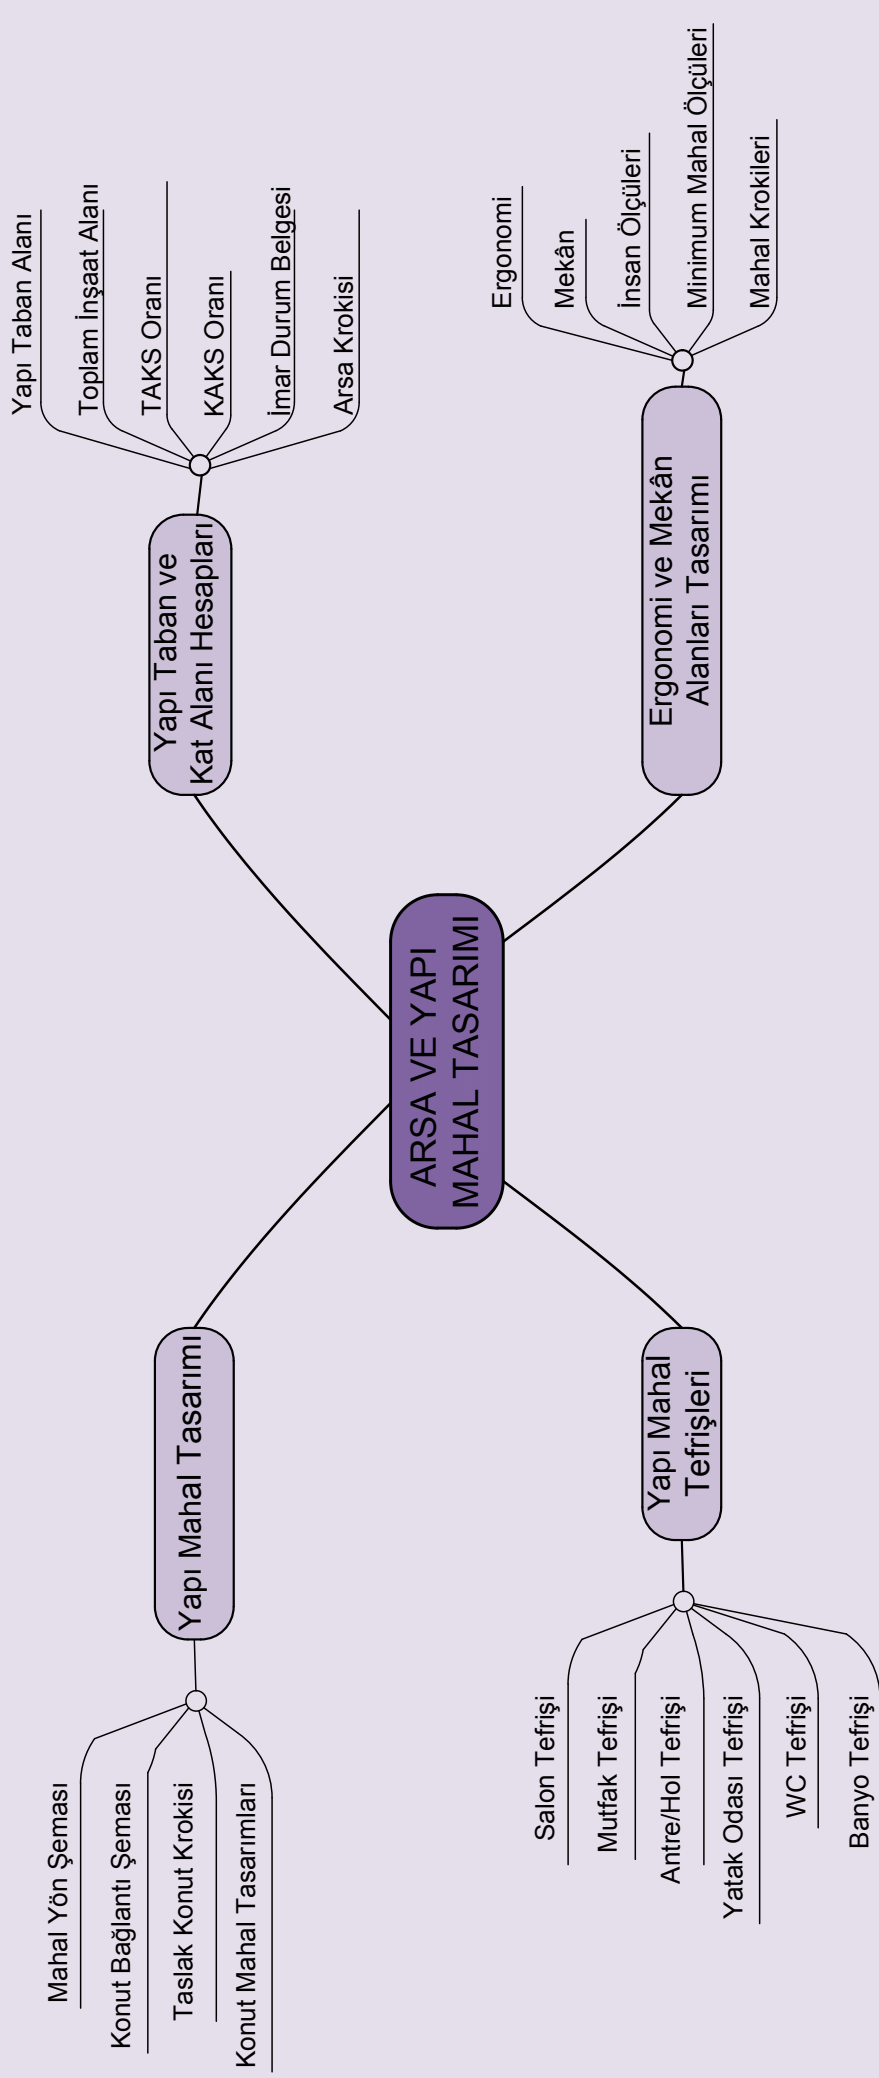 ARSA VE YAPI
MAHAL TASARIMI
Yapı Mahal Tasarımı
Mahal Yön Şeması
Konut Bağlantı Şeması
Taslak Konut Krokisi
Konut Mahal Tasarımları
Yapı Taban ve
Kat Alanı Hesapları
Yapı Taban Alanı
Toplam İnşaat Alanı
TAKS Oranı
KAKS Oranı
İmar Durum Belgesi
Arsa Krokisi
Yapı Mahal
Tefrişleri
Salon Tefrişi
Mutfak Tefrişi
Antre/Hol Tefrişi
Yatak Odası Tefrişi
WC Tefrişi
Banyo Tefrişi
Ergonomi ve Mekân
Alanları Tasarımı
Ergonomi
Mekân
İnsan Ölçüleri
Minimum Mahal Ölçüleri
Mahal Krokileri